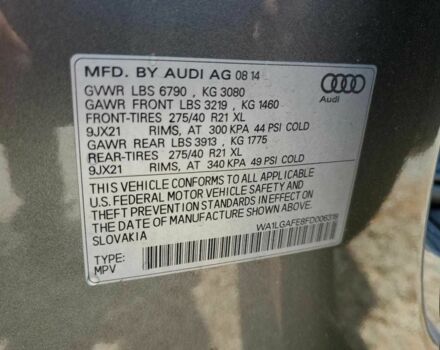 MFD. BY AUDI AG 08 14
GVWR LBS 6790 , KG 3080
GAWR FRONT LBS 3219 , KG 1460
FRONT-TIRES 275/40 R21 XL
9JX21 RIMS, AT 300 KPA 44 PSI COLD
GAWR REAR LBS 3913 , KG 1775
REAR-TIRES 275/40 R21 XL
9JX21 RIMS, AT 340 KPA 49 PSI COLD
THIS VEHICLE CONFORMS TO ALL APPLICABLE
U.S. FEDERAL MOTOR VEHICLE SAFETY AND
THEFT PREVENTION STANDARDS IN EFFECT ON
THE DATE OF MANUFACTURE SHOWN ABOVE.
SLOVAKIA
WA1LGAFE8FD006318
TYPE:
MPV
Audi